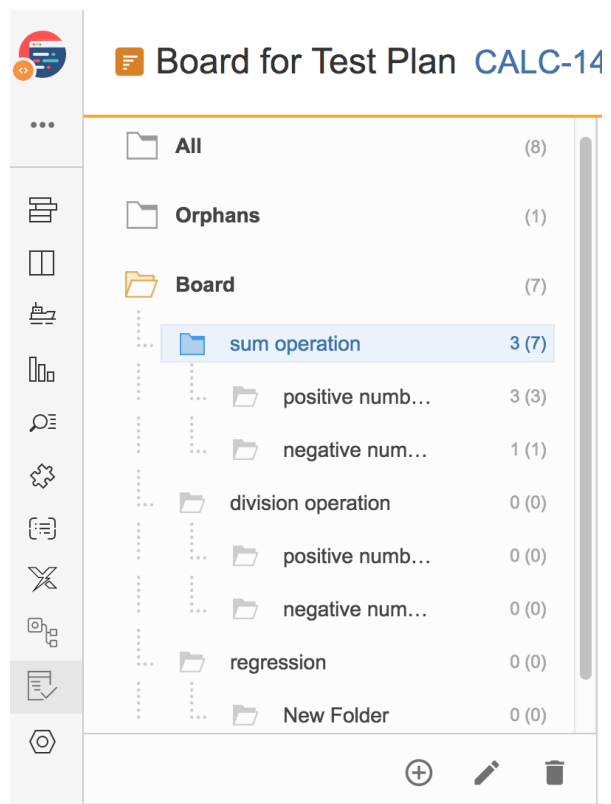 Board for Test Plan CALC-14
All (8)
Orphans (1)
Board (7)
sum operation 3 (7)
positive numb... 3 (3)
negative num... 1 (1)
division operation 0 (0)
positive numb... 0 (0)
negative num... 0 (0)
regression 0 (0)
New Folder 0 (0)